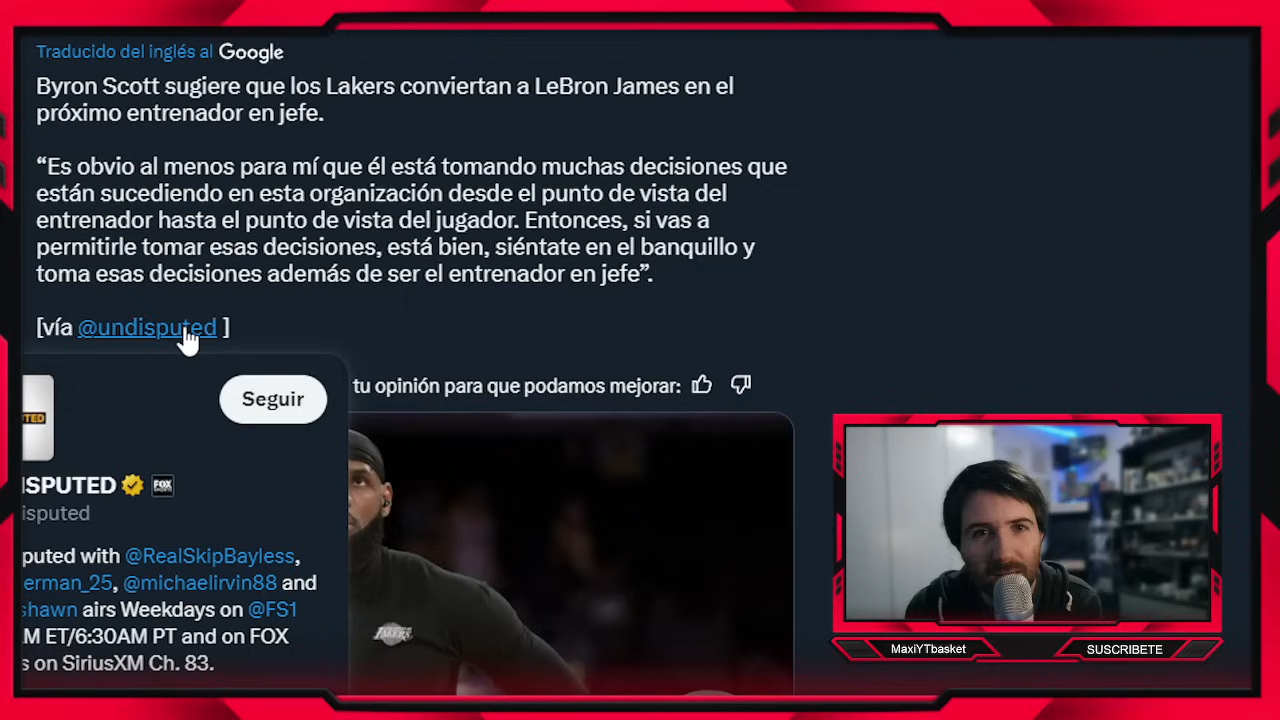 Traducido del inglés al Google
Byron Scott sugiere que los Lakers conviertan a LeBron James en el
próximo entrenador en jefe.
“Es obvio al menos para mí que él está tomando muchas decisiones que
están sucediendo en esta organización desde el punto de vista del
entrenador hasta el punto de vista del jugador. Entonces, si vas a
permitirle tomar esas decisiones, está bien, siéntate en el banquillo y
toma esas decisiones además de ser el entrenador en jefe”.
[vía @undisputed ]
tu opinión para que podamos mejorar:
TED
Seguir
ISPUTED FOX
isputed
puted with @RealSkipBayless,
erman_25, @michaelirvin88 and
shawn airs Weekdays on @FS1
M ET/6:30AM PT and on FOX
s on SiriusXM Ch. 83.
LAKERS
MaxiYTbasket
SUSCRIBETE